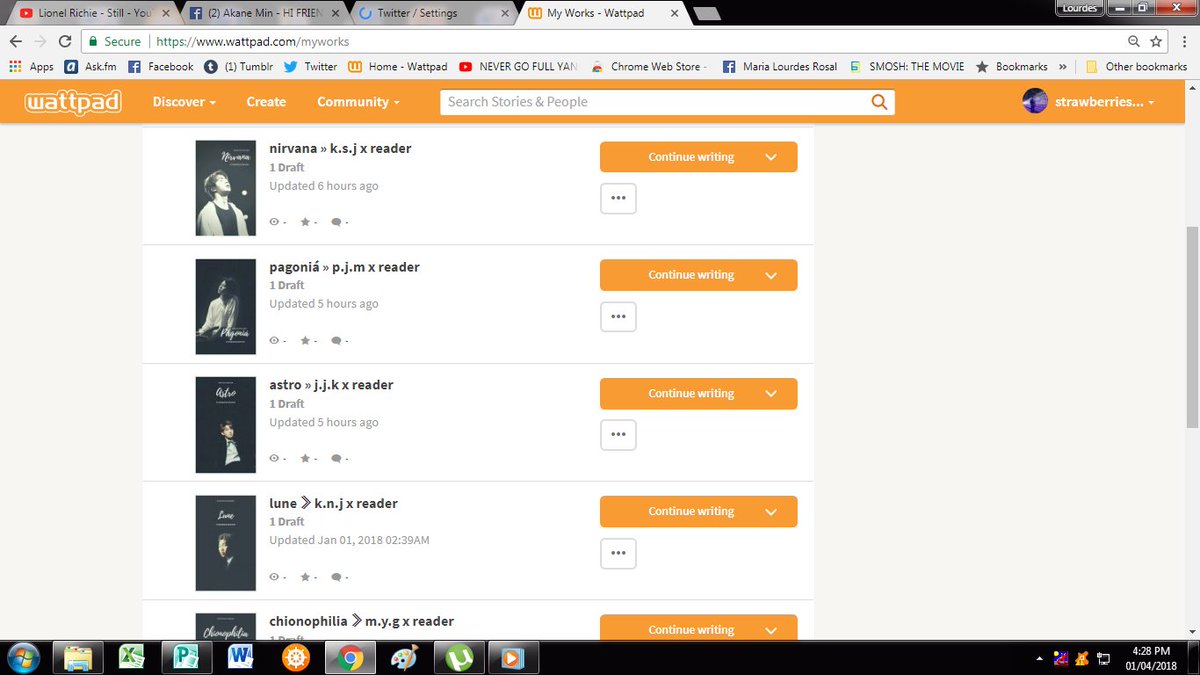 Lionel Richie - Still - You
(2) Akane Min - HI FRIEN
Twitter / Settings
My Works - Wattpad
Lourdes
Secure
https://www.wattpad.com/myworks
Apps
Ask.fm
Facebook
(1) Tumblr
Twitter
Home - Wattpad
NEVER GO FULL YAN
Chrome Web Store -
Maria Lourdes Rosal
SMOSH: THE MOVIE
Bookmarks
»
Other bookmarks
wattpad
Discover
Create
Community
Search Stories & People
strawberries...
Nirvana
nirvana » k.s.j x reader
1 Draft
Updated 6 hours ago
- - -
Continue writing
•••
Pagonia
pagoniá » p.j.m x reader
1 Draft
Updated 5 hours ago
- - -
Continue writing
•••
Astro
astro » j.j.k x reader
1 Draft
Updated 5 hours ago
- - -
Continue writing
•••
Lune
lune 》 k.n.j x reader
1 Draft
Updated Jan 01, 2018 02:39AM
- - -
Continue writing
•••
Chionophilia
chionophilia 》 m.y.g x reader
1 Draft
Continue writing
4:28 PM
01/04/2018